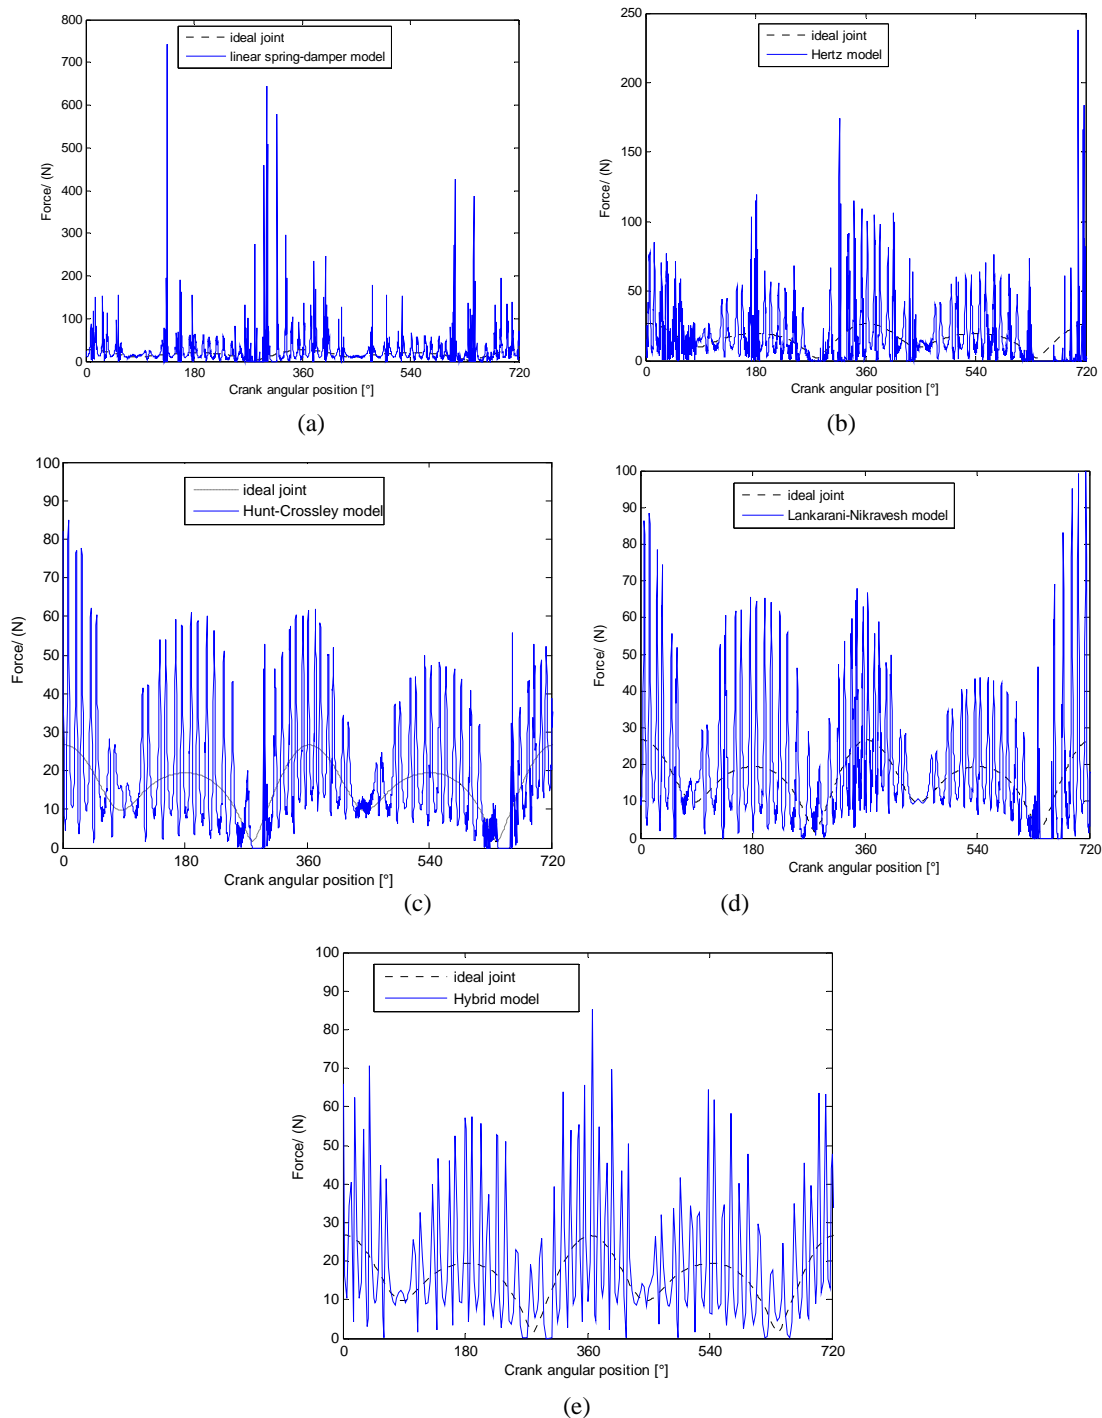 800
700
600
500
400
300
200
100
0
Force/ (N)
ideal joint
linear spring-damper model
0 180 360 540 720
Crank angular position [°]
(a)
250
200
150
100
50
0
Force/ (N)
ideal joint
Hertz model
0 180 360 540 720
Crank angular position [°]
(b)
100
90
80
70
60
50
40
30
20
10
0
Force/ (N)
ideal joint
Hunt-Crossley model
0 180 360 540 720
Crank angular position [°]
(c)
100
90
80
70
60
50
40
30
20
10
0
Force/ (N)
ideal joint
Lankarani-Nikravesh model
0 180 360 540 720
Crank angular position [°]
(d)
100
90
80
70
60
50
40
30
20
10
0
Force/ (N)
ideal joint
Hybrid model
0 180 360 540 720
Crank angular position [°]
(e)